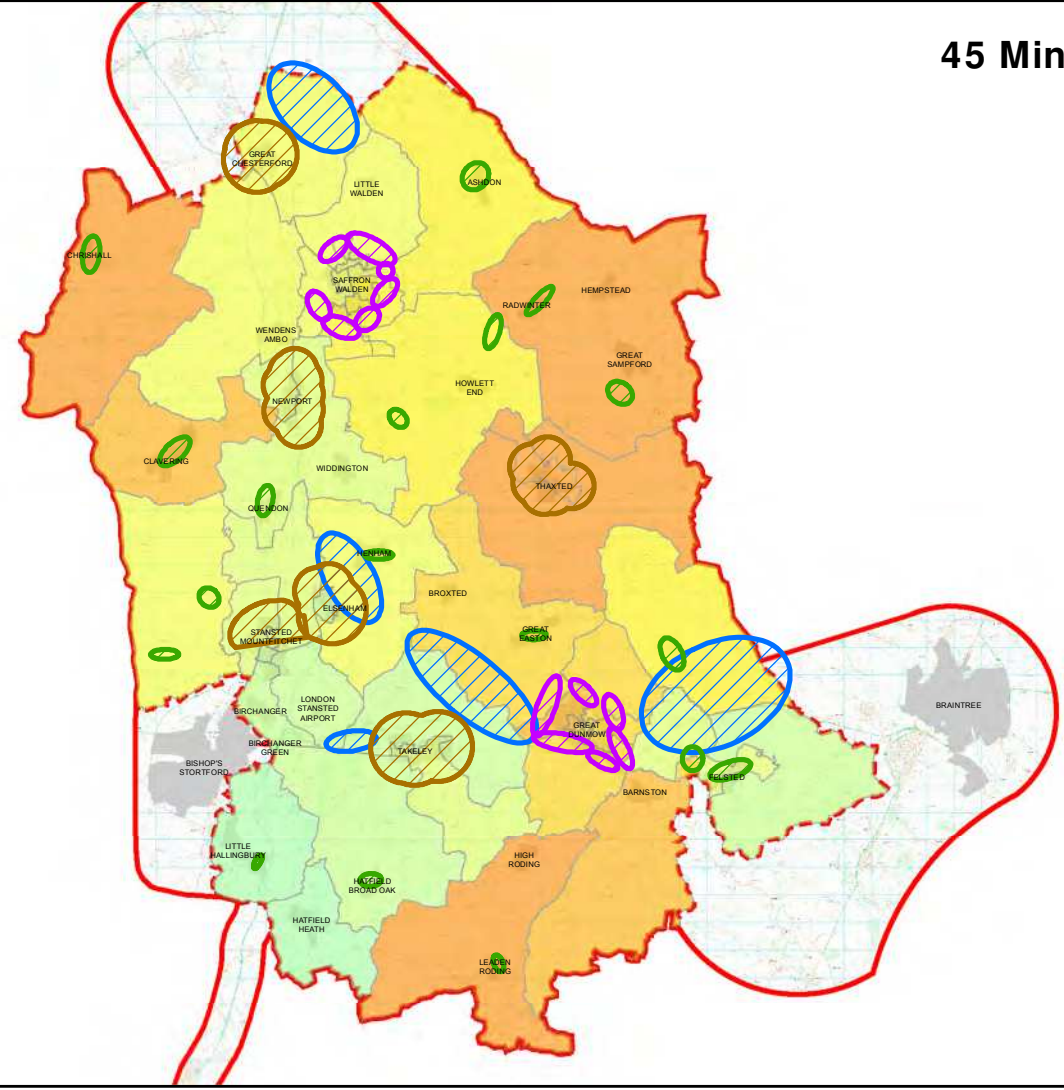 45 Min
GREAT
CHESTERFORD
LITTLE
WALDEN
ASHDON
CHRISHALL
SAFFRON
WALDEN
HEMPSTEAD
RADWINTER
WENDENS
AMBO
GREAT
SAMPFORD
HOWLETT
END
NEWPORT
CLAVERING
WIDDINGTON
THAXTED
QUENDON
HENHAM
BROXTED
ELSENHAM
STANSTED
MOUNTFITCHET
GREAT
EASTON
LONDON
STANSTED
AIRPORT
BIRCHANGER
BRAINTREE
GREAT
DUNMOW
BIRCHANGER
GREEN
TAKELEY
BISHOP'S
STORTFORD
FELSTED
BARNSTON
LITTLE
HALLINGBURY
HIGH
RODING
HATFIELD
BROAD OAK
HATFIELD
HEATH
LEADEN
RODING